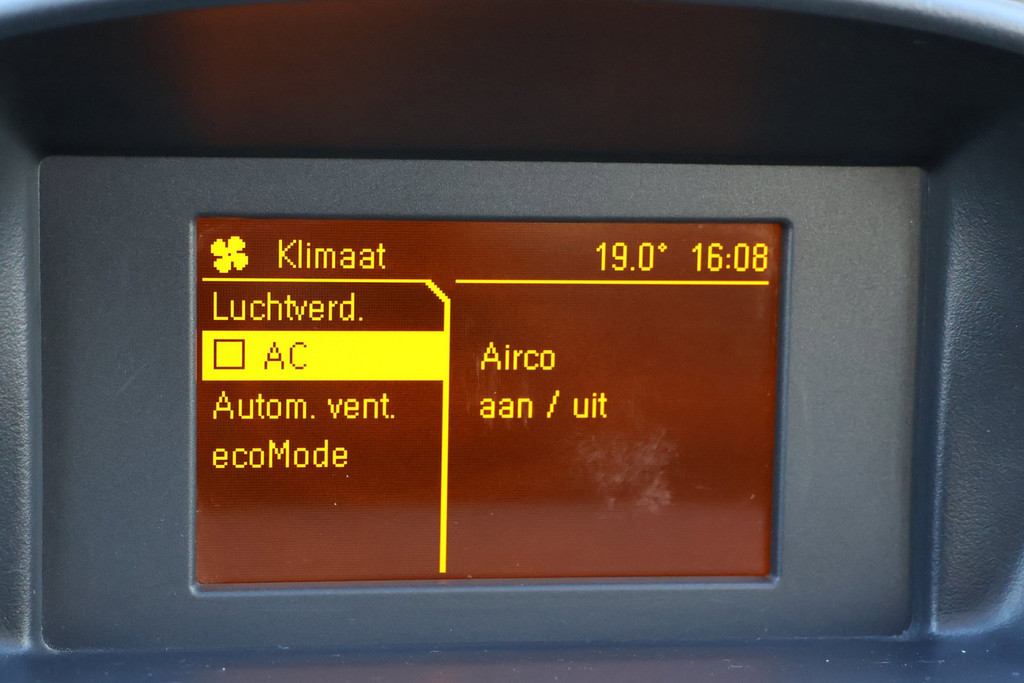 Klimaat 19.0° 16:08
Luchtverd.
AC
Autom. vent.
ecoMode
Airco
aan / uit